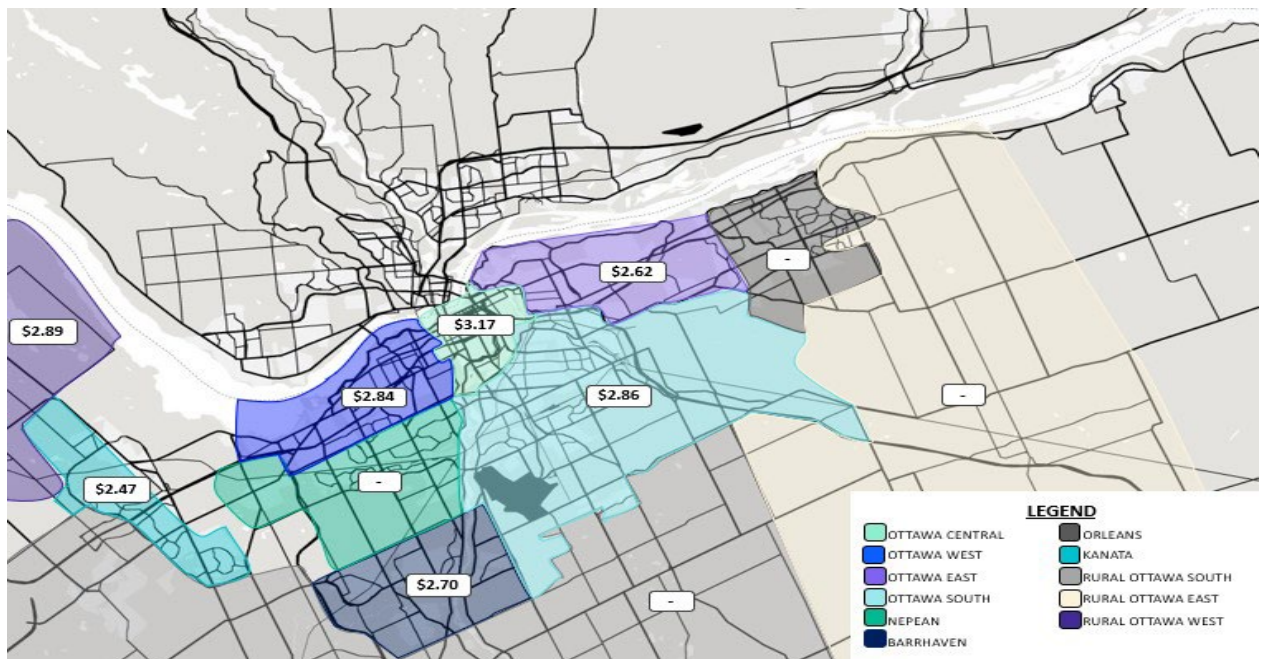 $2.62
-
$3.17
$2.89
$2.84
$2.86
-
-
$2.47
$2.70
-
LEGEND
OTTAWA CENTRAL
OTTAWA WEST
OTTAWA EAST
OTTAWA SOUTH
NEPEAN
BARRHAVEN
ORLEANS
KANATA
RURAL OTTAWA SOUTH
RURAL OTTAWA EAST
RURAL OTTAWA WEST